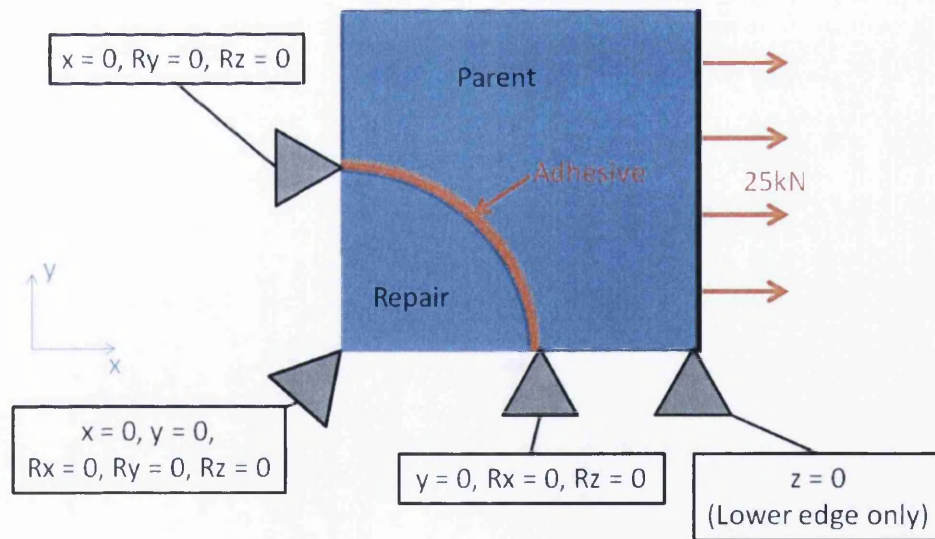 x = 0, Ry = 0, Rz = 0
Parent
Adhesive
25kN
y
Repair
x
x = 0, y = 0,
Rx = 0, Ry = 0, Rz = 0
y = 0, Rx = 0, Rz = 0
z = 0
(Lower edge only)